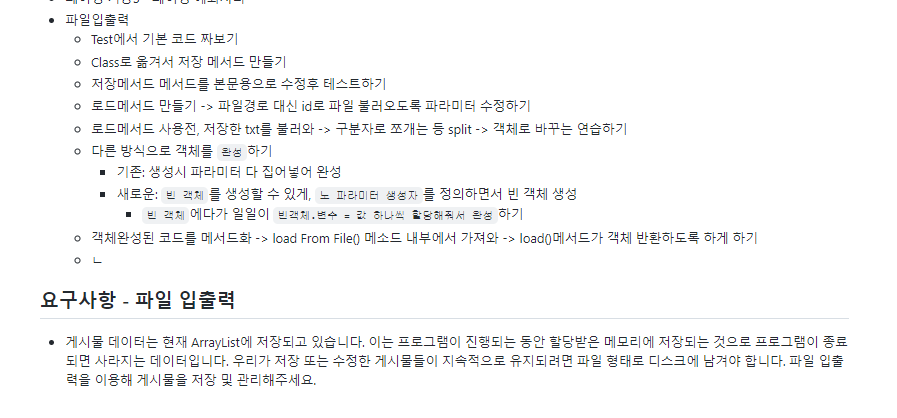 파일입출력
Test에서 기본 코드 짜보기
Class로 옮겨서 저장 메서드 만들기
저장메서드 메서드를 본문용으로 수정후 테스트하기
로드메서드 만들기 -> 파일경로 대신 id로 파일 불러오도록 파라미터 수정하기
로드메서드 사용전, 저장한 txt를 불러와 -> 구분자로 쪼개는 등 split -> 객체로 바꾸는 연습하기
다른 방식으로 객체를 완성 하기
기존: 생성시 파라미터 다 집어넣어 완성
새로운: 빈 객체 를 생성할 수 있게, 노 파라미터 생성자 를 정의하면서 빈 객체 생성
빈 객체 에다가 일일이 빈객체.변수 = 값 하나씩 할당해줘서 완성 하기
객체완성된 코드를 메서드화 -> load From File() 메소드 내부에서 가져와 -> load()메서드가 객체 반환하도록 하게 하기
ㄴ
요구사항 - 파일 입출력
게시물 데이터는 현재 ArrayList에 저장되고 있습니다. 이는 프로그램이 진행되는 동안 할당받은 메모리에 저장되는 것으로 프로그램이 종료
되면 사라지는 데이터입니다. 우리가 저장 또는 수정한 게시물들이 지속적으로 유지되려면 파일 형태로 디스크에 남겨야 합니다. 파일 입출
력을 이용해 게시물을 저장 및 관리해주세요.